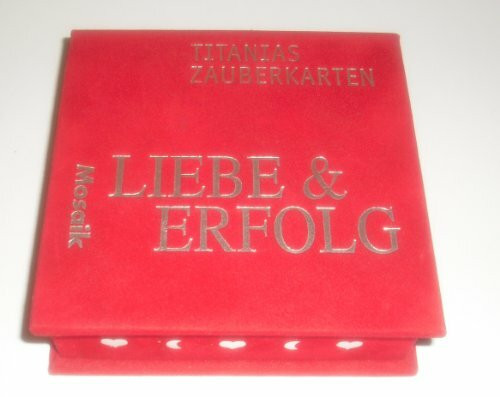 TITANIAS
ZAUBERKARTEN
LIEBE &
ERFOLG
Mosaik